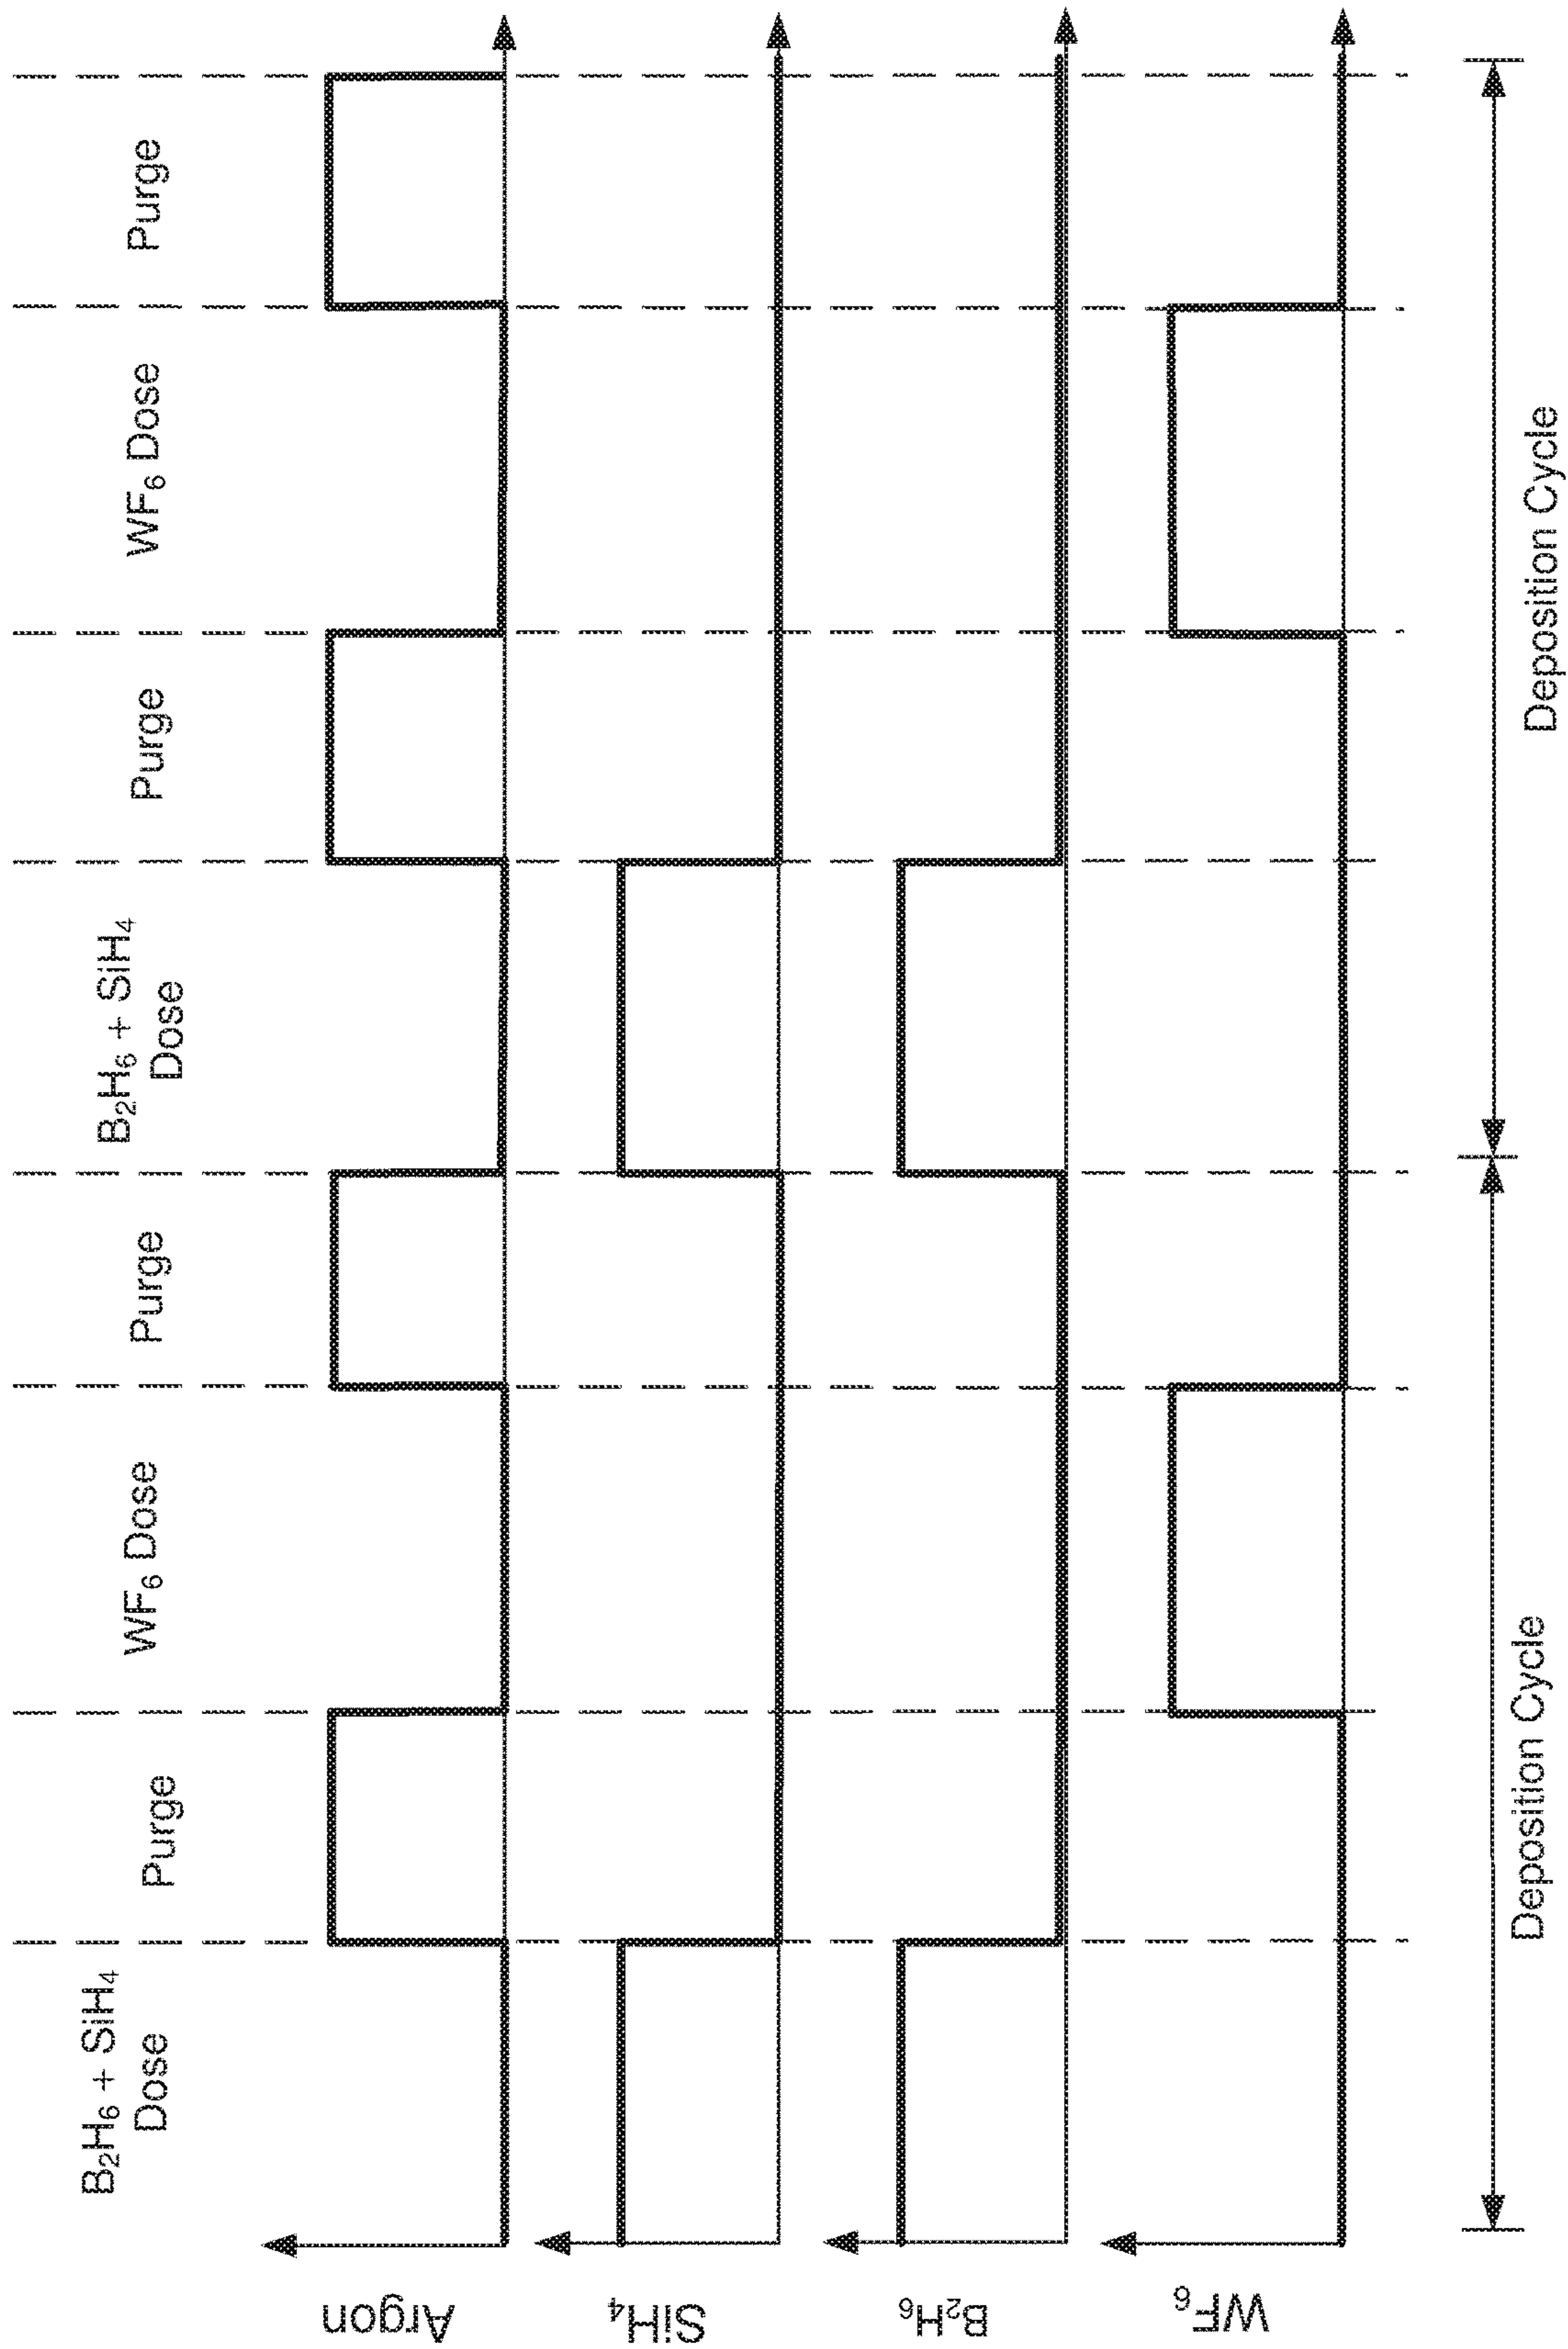 B₂H₆ + SiH₄
Dose
Purge
WF₆ Dose
Purge
B₂H₆ + SiH₄
Dose
Purge
WF₆ Dose
Purge
Argon
SiH₄
B₂H₆
WF₆
Deposition Cycle
Deposition Cycle